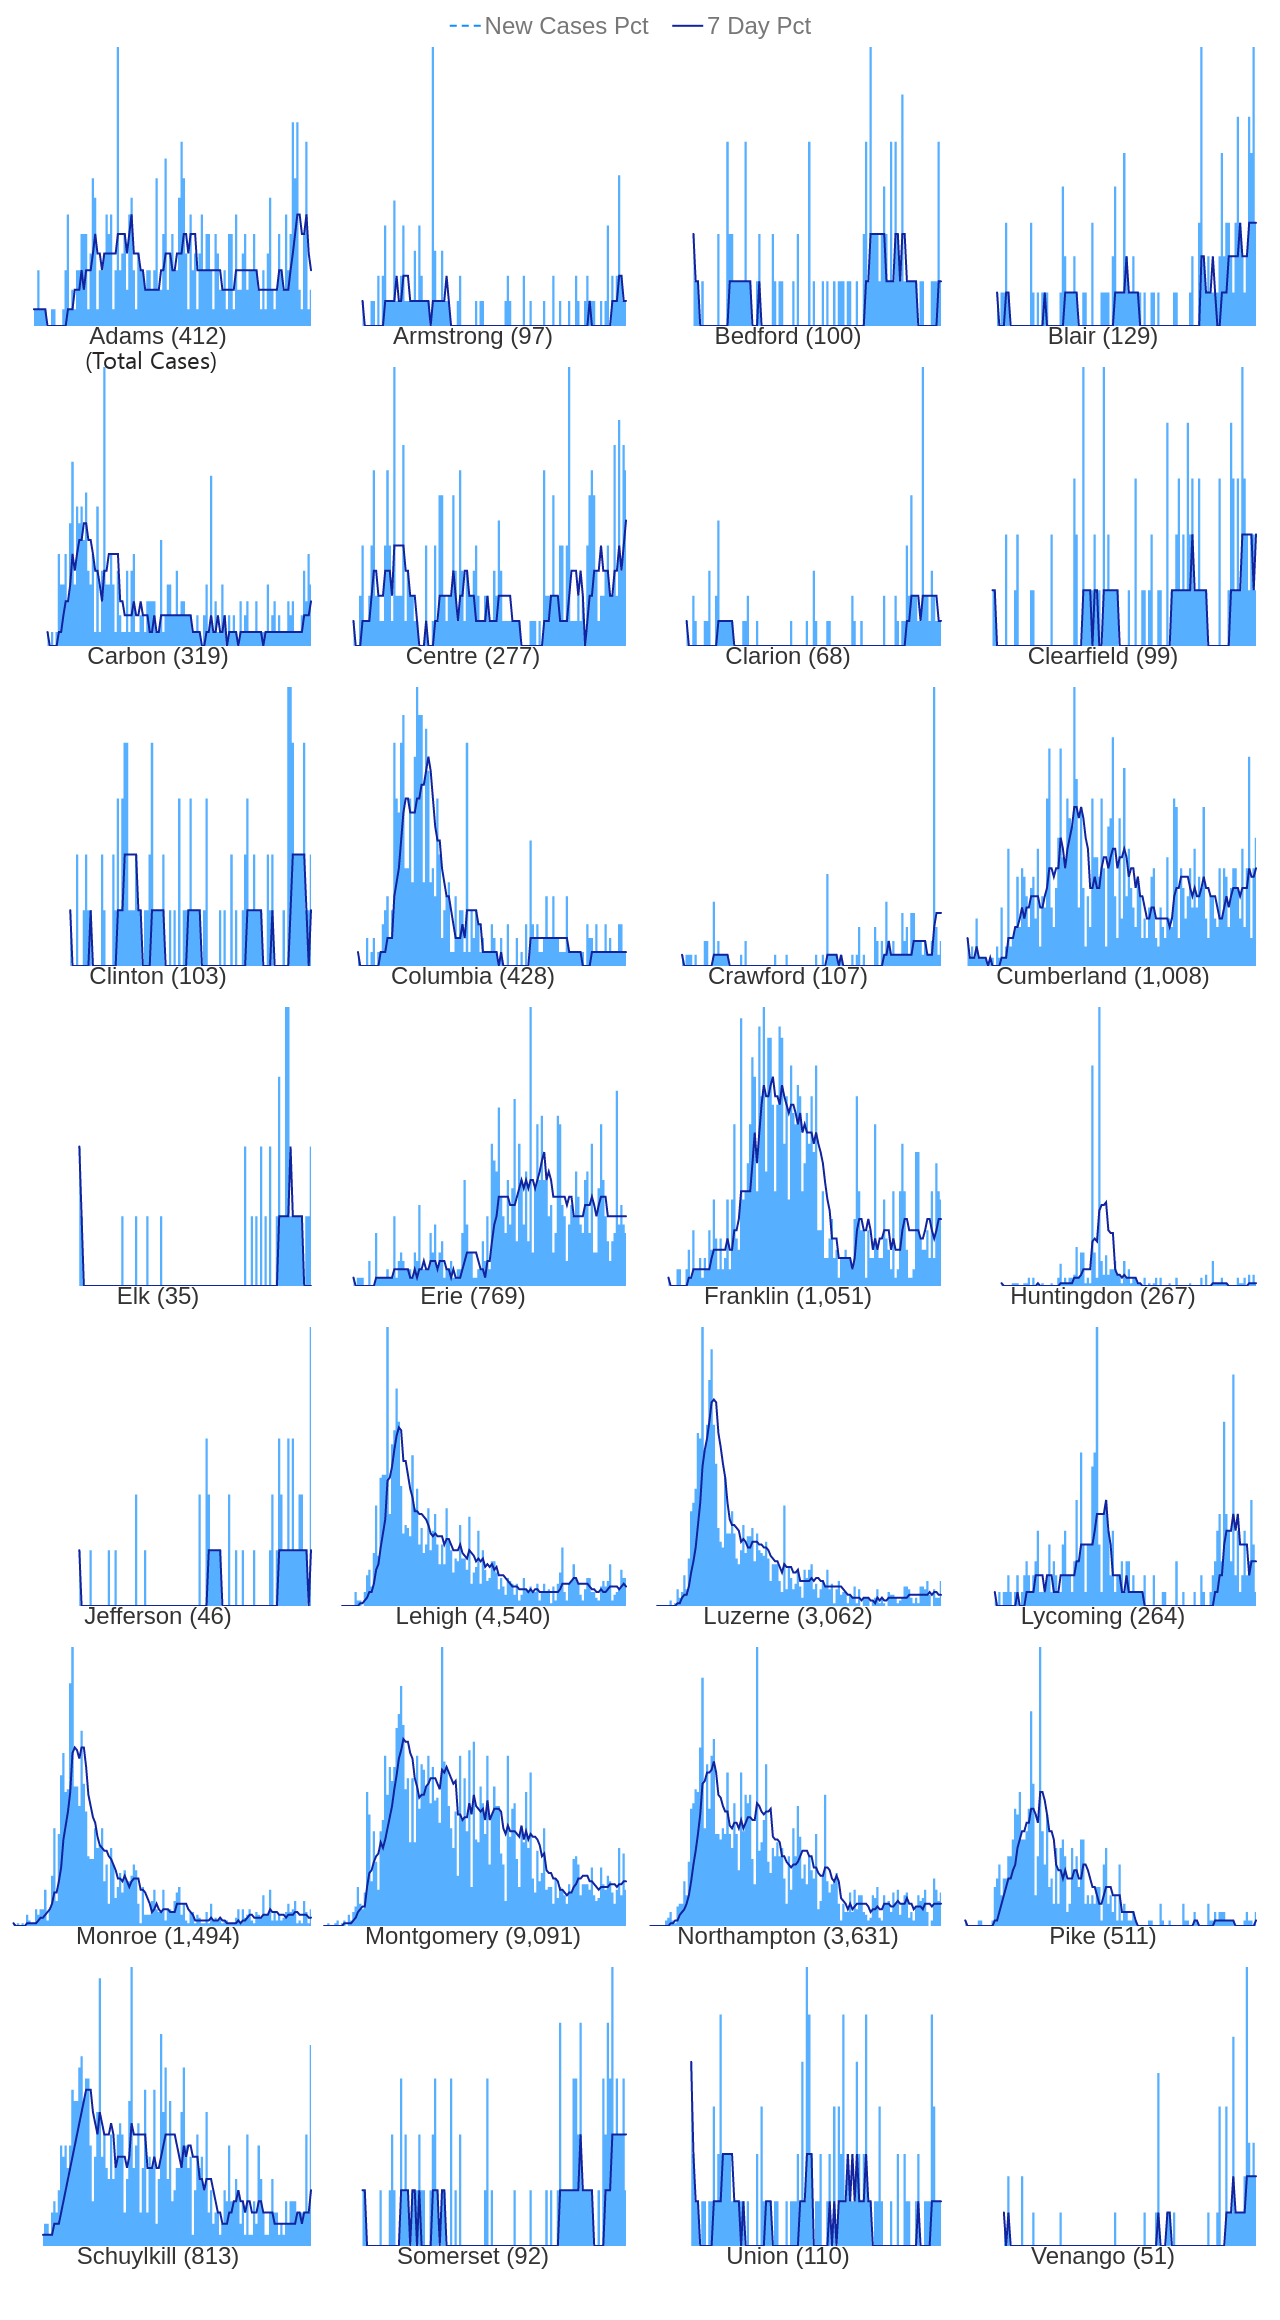 New Cases Pct 7 Day Pct
Adams (412) Armstrong (97) Bedford (100) Blair (129)
(Total Cases)
Carbon (319) Centre (277) Clarion (68) Clearfield (99)
Clinton (103) Columbia (428) Crawford (107) Cumberland (1,008)
Elk (35) Erie (769) Franklin (1,051) Huntingdon (267)
Jefferson (46) Lehigh (4,540) Luzerne (3,062) Lycoming (264)
Monroe (1,494) Montgomery (9,091) Northampton (3,631) Pike (511)
Schuylkill (813) Somerset (92) Union (110) Venango (51)